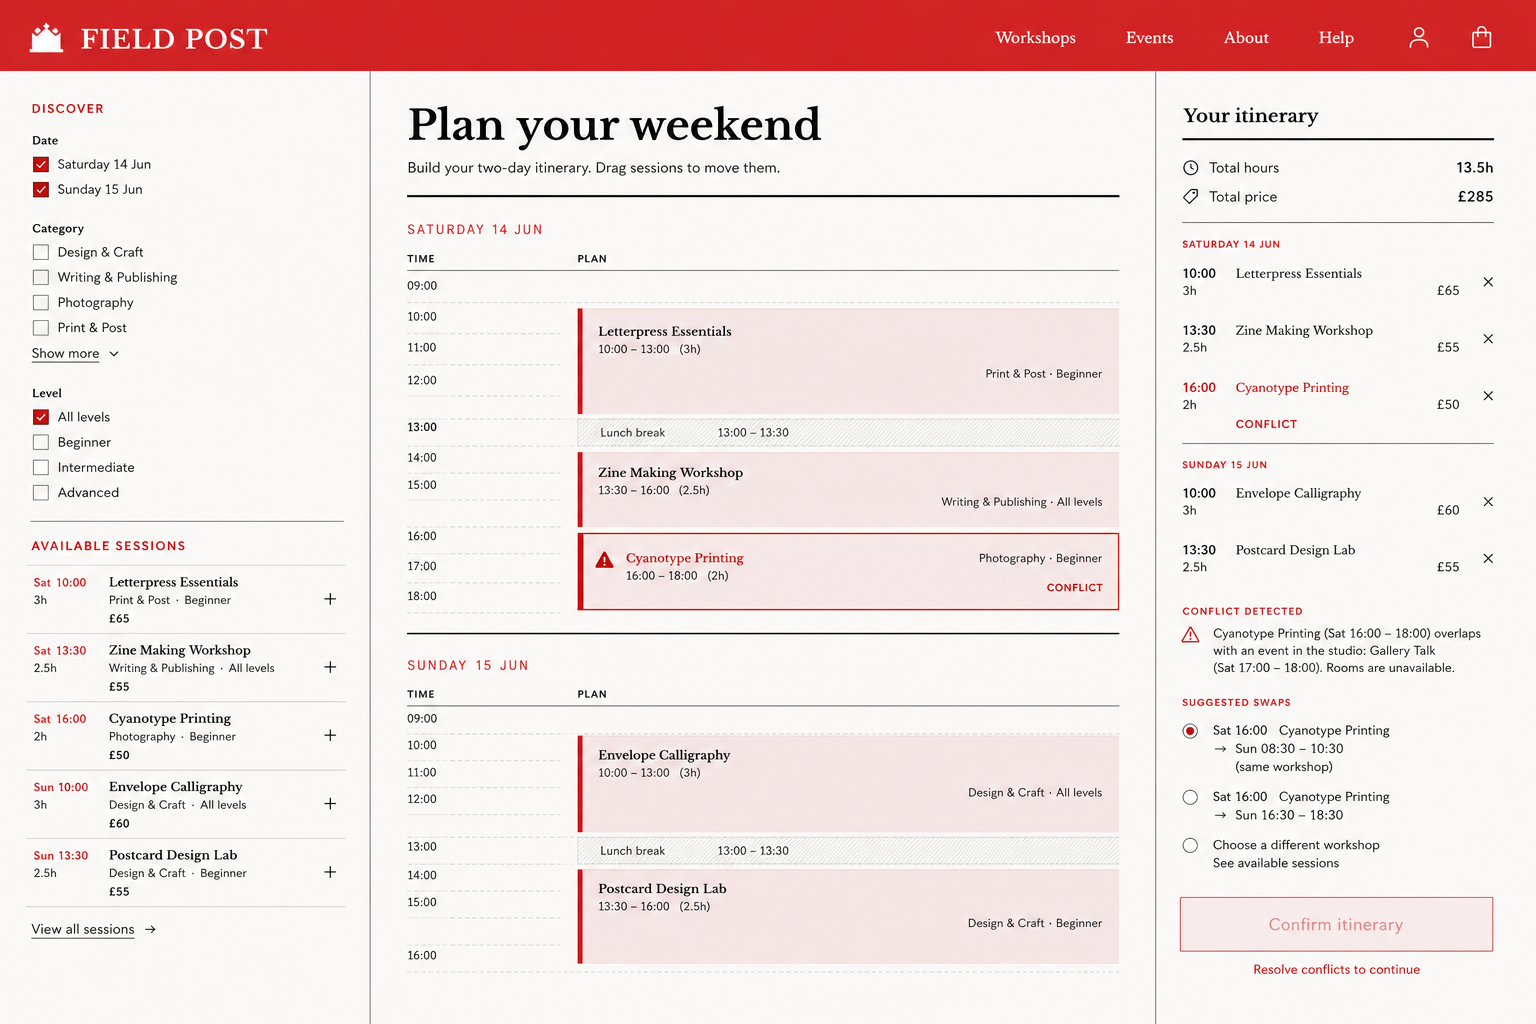 FIELD POST
Workshops
Events
About
Help
DISCOVER
Date
Saturday 14 Jun
Sunday 15 Jun
Category
Design & Craft
Writing & Publishing
Photography
Print & Post
Show more
Level
All levels
Beginner
Intermediate
Advanced
AVAILABLE SESSIONS
Sat 10:00 Letterpress Essentials
3h Print & Post · Beginner
£65
Sat 13:30 Zine Making Workshop
2.5h Writing & Publishing · All levels
£55
Sat 16:00 Cyanotype Printing
2h Photography · Beginner
£50
Sun 10:00 Envelope Calligraphy
3h Design & Craft · All levels
£60
Sun 13:30 Postcard Design Lab
2.5h Design & Craft · Beginner
£55
View all sessions →
Plan your weekend
Build your two-day itinerary. Drag sessions to move them.
SATURDAY 14 JUN
TIME PLAN
09:00
10:00
Letterpress Essentials
10:00 – 13:00 (3h)
11:00
Print & Post · Beginner
12:00
13:00
Lunch break 13:00 – 13:30
14:00
Zine Making Workshop
13:30 – 16:00 (2.5h)
15:00
Writing & Publishing · All levels
16:00
Cyanotype Printing Photography · Beginner
17:00
16:00 – 18:00 (2h)
CONFLICT
18:00
SUNDAY 15 JUN
TIME PLAN
09:00
10:00
Envelope Calligraphy
11:00
10:00 – 13:00 (3h)
Design & Craft · All levels
12:00
13:00
Lunch break 13:00 – 13:30
14:00
Postcard Design Lab
15:00
13:30 – 16:00 (2.5h)
Design & Craft · Beginner
16:00
Your itinerary
Total hours 13.5h
Total price £285
SATURDAY 14 JUN
10:00 Letterpress Essentials
3h £65
13:30 Zine Making Workshop
2.5h £55
16:00 Cyanotype Printing
2h £50
CONFLICT
SUNDAY 15 JUN
10:00 Envelope Calligraphy
3h £60
13:30 Postcard Design Lab
2.5h £55
CONFLICT DETECTED
Cyanotype Printing (Sat 16:00 – 18:00) overlaps
with an event in the studio: Gallery Talk
(Sat 17:00 – 18:00). Rooms are unavailable.
SUGGESTED SWAPS
Sat 16:00 Cyanotype Printing
→ Sun 08:30 – 10:30
(same workshop)
Sat 16:00 Cyanotype Printing
→ Sun 16:30 – 18:30
Choose a different workshop
See available sessions
Confirm itinerary
Resolve conflicts to continue